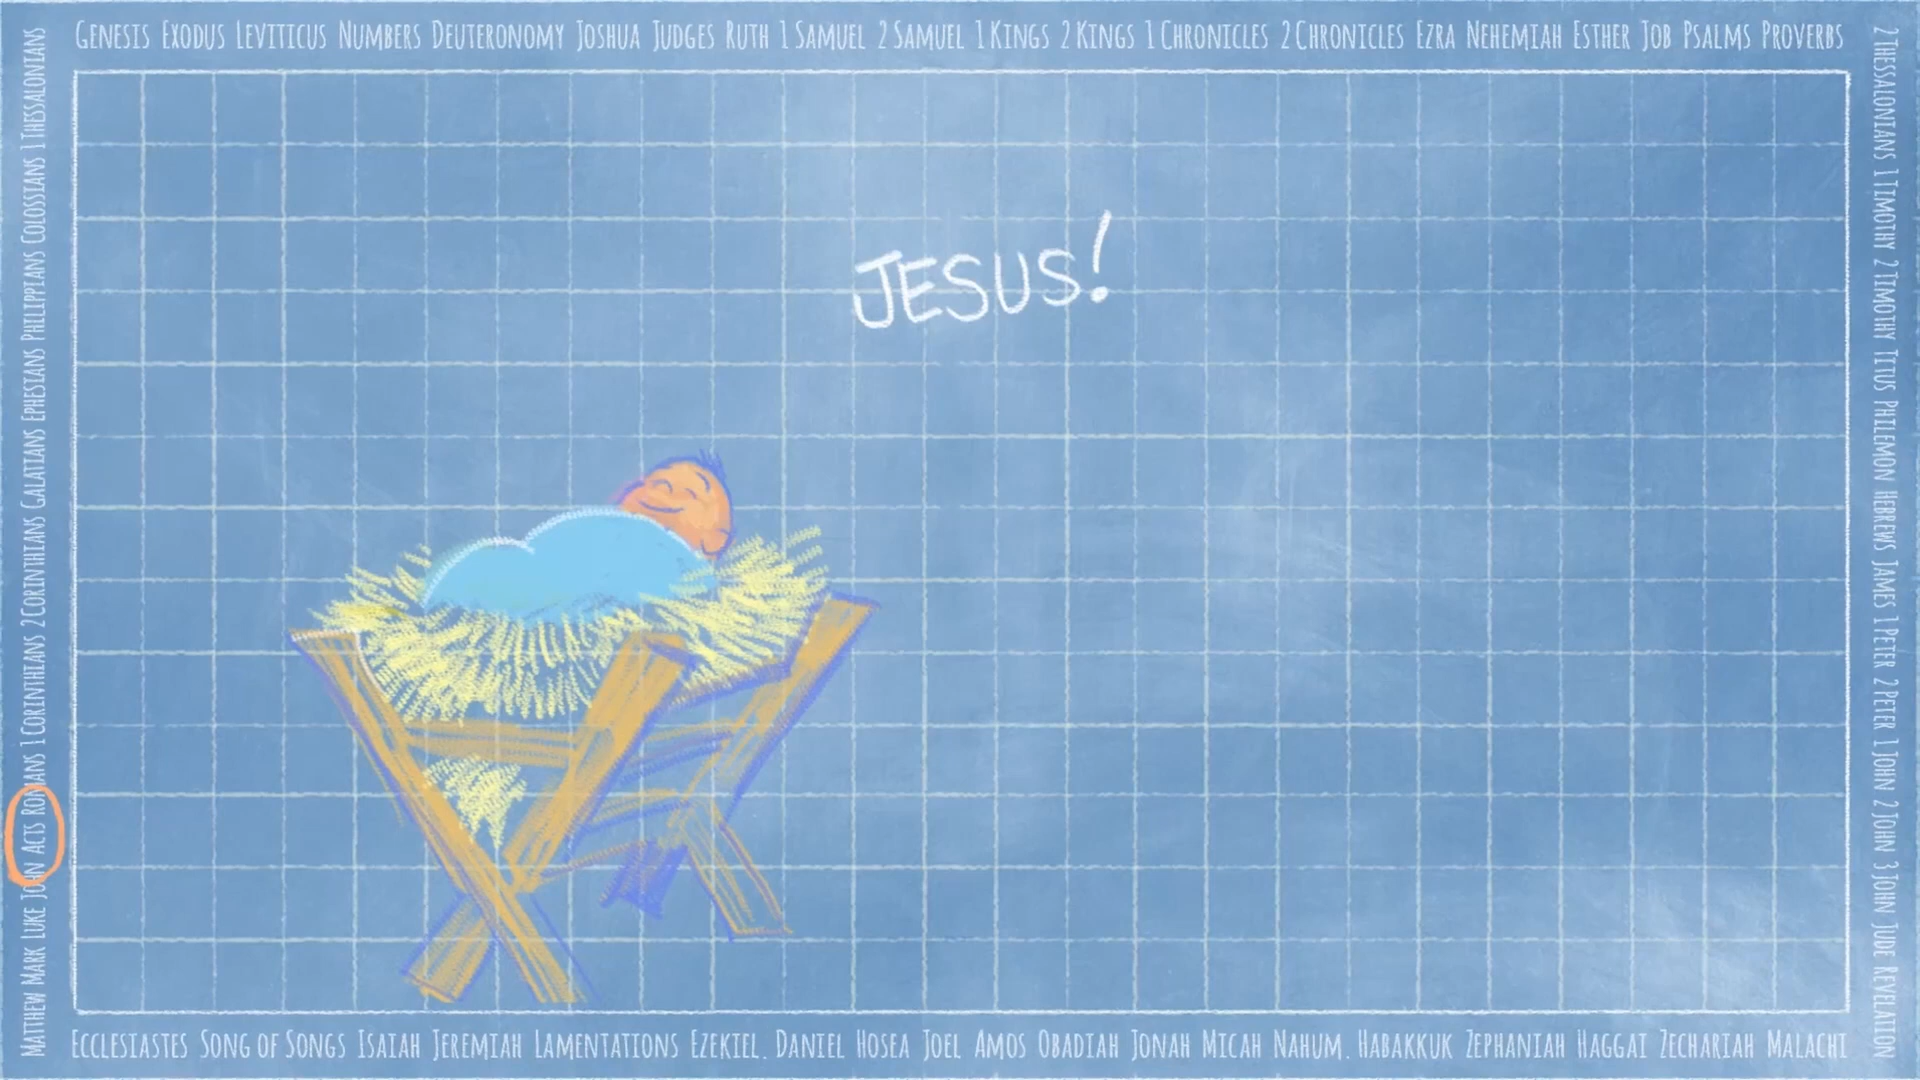 GENESIS EXODUS LEVITICUS NUMBERS DEUTERONOMY JOSHUA JUDGES RUTH 1 SAMUEL 2 SAMUEL 1 KINGS 2 KINGS 1 CHRONICLES 2 CHRONICLES EZRA NEHEMIAH ESTHER JOB PSALMS PROVERBS
JESUS!
ECCLESIASTES SONG OF SONGS ISAIAH JEREMIAH LAMENTATIONS EZEKIEL. DANIEL HOSEA JOEL AMOS OBADIAH JONAH MICAH NAHUM. HABAKKUK ZEPHANIAH HAGGAI ZECHARIAH MALACHI
MATTHEW MARK LUKE JOHN ACTS ROMANS 1 CORINTHIANS 2 CORINTHIANS GALATIANS EPHESIANS PHILIPPIANS COLOSSIANS 1 THESSALONIANS
2 THESSALONIANS 1 TIMOTHY 2 TIMOTHY TITUS PHILEMON HEBREWS JAMES 1 PETER 2 PETER 1 JOHN 2 JOHN 3 JOHN JUDE REVELATION